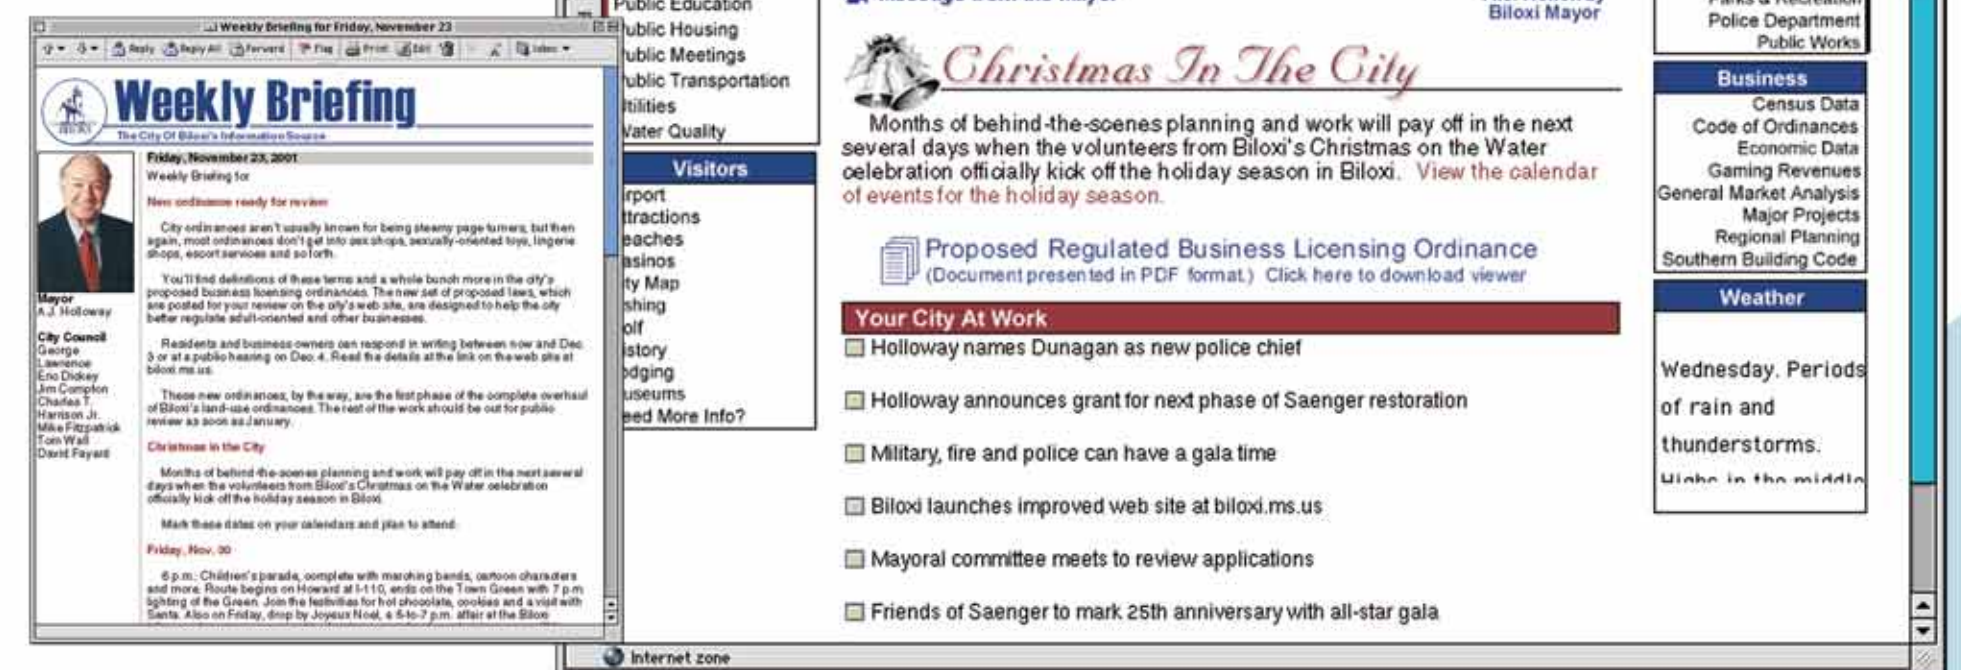 Weekly Briefing for Friday, November 23
Reply Reply All Forward Flag Print Edit
Weekly Briefing
The City Of Biloxi's Information Source
Friday, November 23, 2001
Weekly Briefing for
New ordinance ready for review
City ordinances aren't usually known for being steamy page turners, but then
again, most ordinances don't get into sex shops, sexually-oriented toys, lingerie
shops, escort services and so forth.
You'll find definitions of these terms and a whole bunch more in the city's
proposed business licensing ordinances. The new set of proposed laws, which
are posted for your review on the city's web site, are designed to help the city
better regulate adult-oriented and other businesses.
Residents and business owners can respond in writing between now and Dec.
3 or at a public hearing on Dec. 4. Read the details at the link on the web site at
biloxi.ms.us.
These new ordinances, by the way, are the first phase of the complete overhaul
of Biloxi's land-use ordinances. The rest of the work should be out for public
review as soon as January.
Christmas in the City
Months of behind-the-scenes planning and work will pay off in the next several
days when the volunteers from Biloxi's Christmas on the Water celebration
officially kick off the holiday season in Biloxi.
Mark these dates on your calendars and plan to attend:
Friday, Nov. 30
6 p.m.: Children's parade, complete with marching bands, cartoon characters
and more. Route begins on Howard at I-110, ends on the Town Green with 7 p.m.
lighting of the Green. Join the festivities for hot chocolate, cookies and a visit with
Santa. Also on Friday, drop by Joyeux Noel, a 5-to-7 p.m. affair at the Biloxi
Mayor
A.J. Holloway
City Council
George
Lawrence
Eric Dickey
Jim Compton
Charles T.
Harrison Jr.
Mike Fitzpatrick
Tom Wall
David Fayard
Public Education
Public Housing
Public Meetings
Public Transportation
tilities
Water Quality
Visitors
irport
ttractions
eaches
asinos
ity Map
shing
olf
istory
odging
useums
eed More Info?
Message from the Mayor
A.J. Holloway
Biloxi Mayor
Christmas In The City
Months of behind-the-scenes planning and work will pay off in the next
several days when the volunteers from Biloxi's Christmas on the Water
celebration officially kick off the holiday season in Biloxi. View the calendar
of events for the holiday season.
Proposed Regulated Business Licensing Ordinance
(Document presented in PDF format.) Click here to download viewer
Your City At Work
Holloway names Dunagan as new police chief
Holloway announces grant for next phase of Saenger restoration
Military, fire and police can have a gala time
Biloxi launches improved web site at biloxi.ms.us
Mayoral committee meets to review applications
Friends of Saenger to mark 25th anniversary with all-star gala
Parks & Recreation
Police Department
Public Works
Business
Census Data
Code of Ordinances
Economic Data
Gaming Revenues
General Market Analysis
Major Projects
Regional Planning
Southern Building Code
Weather
Wednesday. Periods
of rain and
thunderstorms.
Highs in the middle
Internet zone